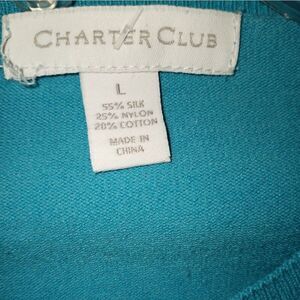 CHARTER CLUB
L
55% SILK
25% NYLON
20% COTTON
MADE IN
CHINA